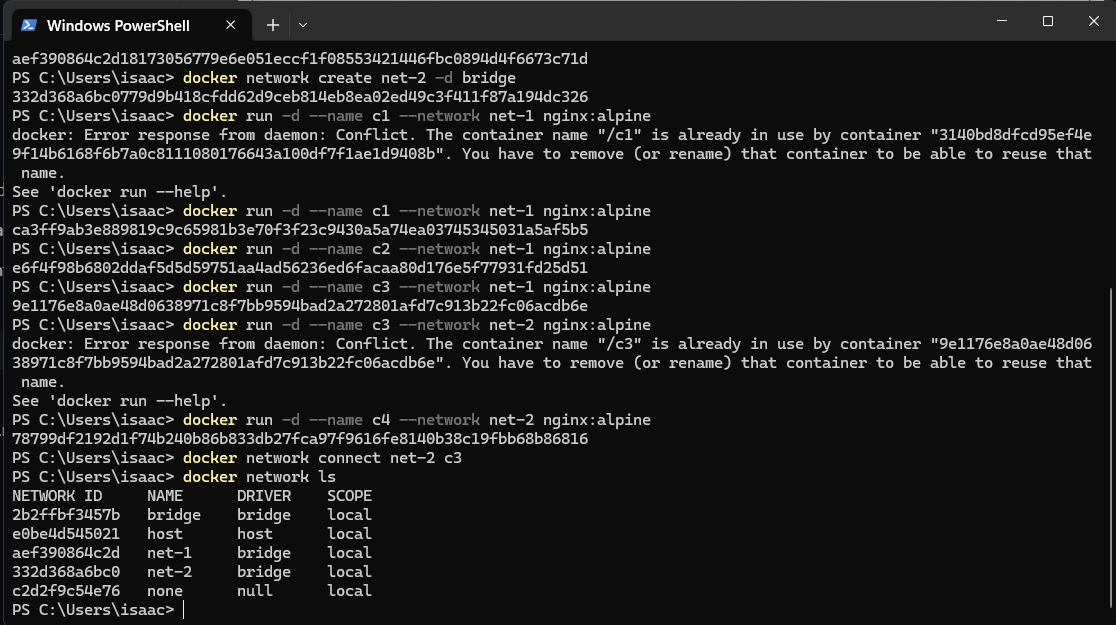 Windows PowerShell
aef390864c2d18173056779e6e051eccf1f08553421446fbc0894d4f6673c71d
PS C:\Users\isaac> docker network create net-2 -d bridge
332d368a6bc0779d9b418cfdd62d9ceb814eb8ea02ed49c3f411f87a194dc326
PS C:\Users\isaac> docker run -d --name c1 --network net-1 nginx:alpine
docker: Error response from daemon: Conflict. The container name "/c1" is already in use by container "3140bd8dfcd95ef4e
9f14b6168f6b7a0c8111080176643a100df7f1ae1d9408b". You have to remove (or rename) that container to be able to reuse that
 name.
See 'docker run --help'.
PS C:\Users\isaac> docker run -d --name c1 --network net-1 nginx:alpine
ca3ff9ab3e889819c9c65981b3e70f3f23c9430a5a74ea03745345031a5af5b5
PS C:\Users\isaac> docker run -d --name c2 --network net-1 nginx:alpine
e6f4f98b6802ddaf5d5d59751aa4ad56236ed6facaa80d176e5f77931fd25d51
PS C:\Users\isaac> docker run -d --name c3 --network net-1 nginx:alpine
9e1176e8a0ae48d0638971c8f7bb9594bad2a272801afd7c913b22fc06acdb6e
PS C:\Users\isaac> docker run -d --name c3 --network net-2 nginx:alpine
docker: Error response from daemon: Conflict. The container name "/c3" is already in use by container "9e1176e8a0ae48d06
38971c8f7bb9594bad2a272801afd7c913b22fc06acdb6e". You have to remove (or rename) that container to be able to reuse that
 name.
See 'docker run --help'.
PS C:\Users\isaac> docker run -d --name c4 --network net-2 nginx:alpine
78799df2192d1f74b240b86b833db27fca97f9616fe8140b38c19fbb68b86816
PS C:\Users\isaac> docker network connect net-2 c3
PS C:\Users\isaac> docker network ls
NETWORK ID     NAME      DRIVER    SCOPE
2b2ffbf3457b   bridge    bridge    local
e0be4d545021   host      host      local
aef390864c2d   net-1     bridge    local
332d368a6bc0   net-2     bridge    local
c2d2f9c54e76   none      null      local
PS C:\Users\isaac>